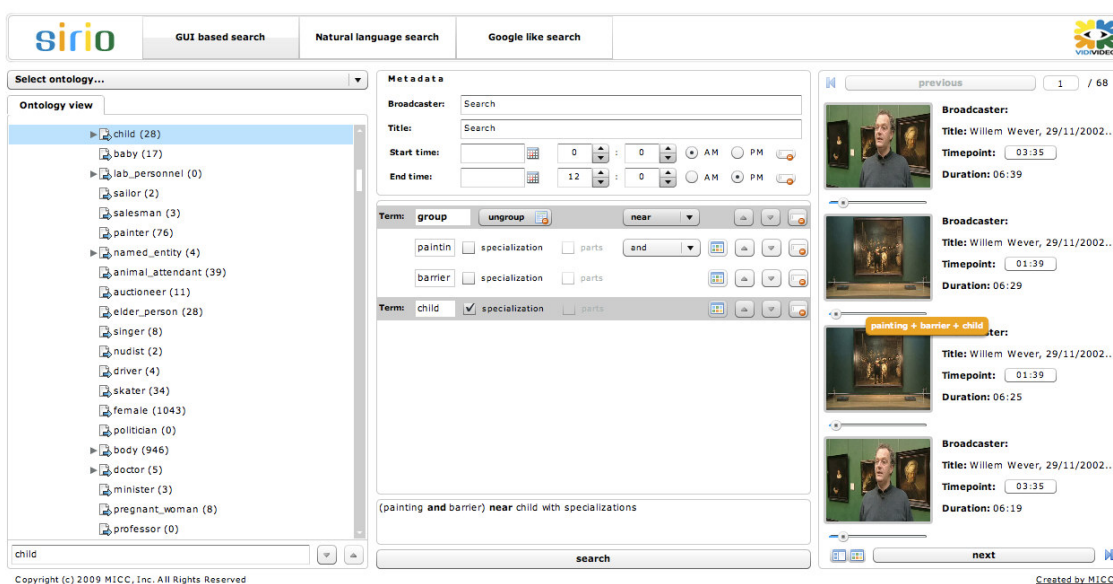 sirio
GUI based search
Natural language search
Google like search
VIDIVIDEO
Select ontology...
Ontology view
child (28)
baby (17)
lab_personnel (0)
sailor (2)
salesman (3)
painter (76)
named_entity (4)
animal_attendant (39)
auctioneer (11)
elder_person (28)
singer (8)
nudist (2)
driver (4)
skater (34)
female (1043)
politician (0)
body (946)
doctor (5)
minister (3)
pregnant_woman (8)
professor (0)
child
Metadata
Broadcaster: Search
Title: Search
Start time: 0 : 0 AM PM
End time: 12 : 0 AM PM
Term: group ungroup near
paintin specialization parts and
barrier specialization parts
Term: child specialization parts
(painting and barrier) near child with specializations
search
previous 1 / 68
Broadcaster:
Title: Willem Wever, 29/11/2002..
Timepoint: 03:35
Duration: 06:39
Broadcaster:
Title: Willem Wever, 29/11/2002..
Timepoint: 01:39
Duration: 06:29
painting + barrier + child
ter:
Title: Willem Wever, 29/11/2002..
Timepoint: 01:39
Duration: 06:25
Broadcaster:
Title: Willem Wever, 29/11/2002..
Timepoint: 03:35
Duration: 06:19
next
Copyright (c) 2009 MICC, Inc. All Rights Reserved
Created by MICC